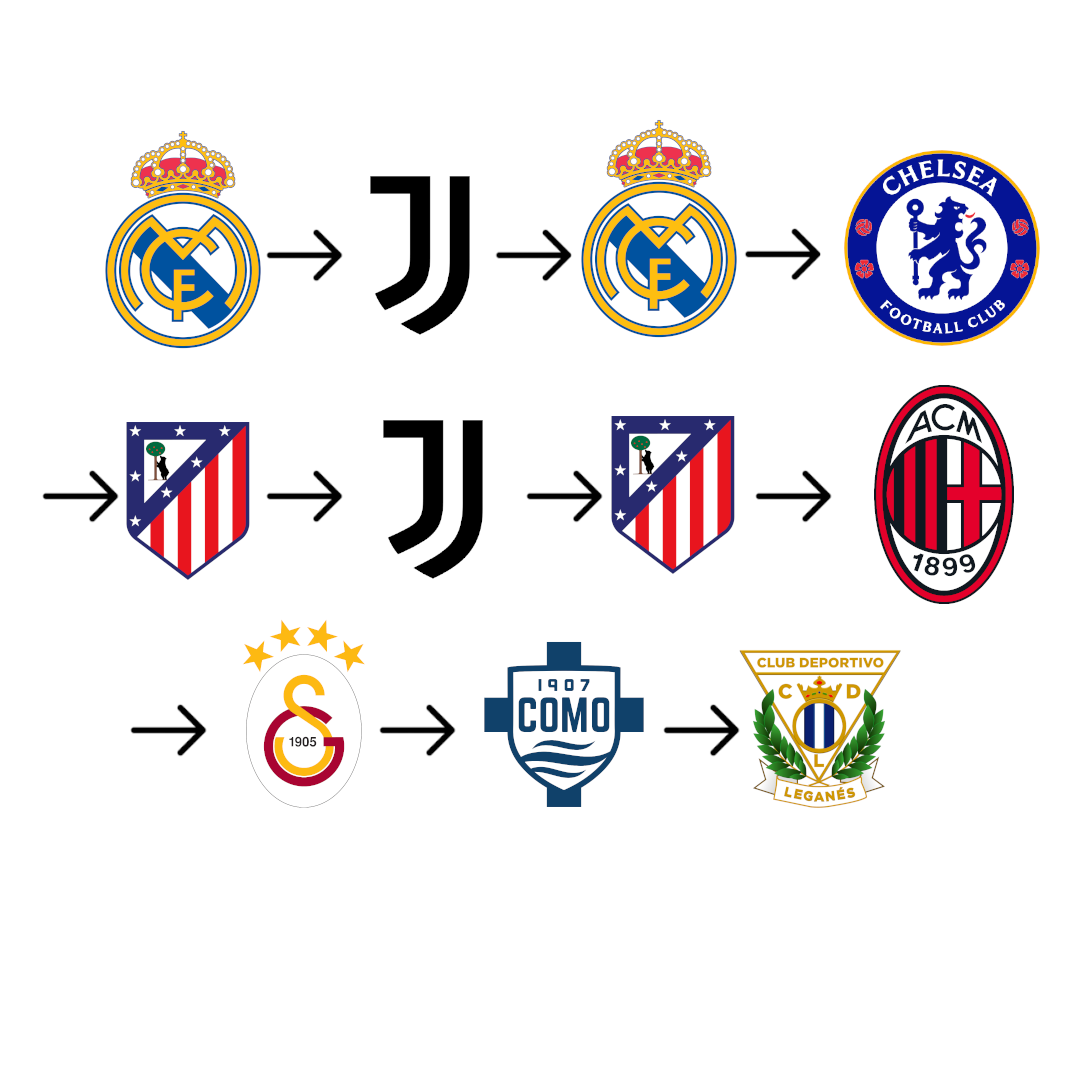 CHELSEA
FOOTBALL CLUB
ACM
1899
1905
1907
COMO
CLUB DEPORTIVO
C D
L
LEGANÉS